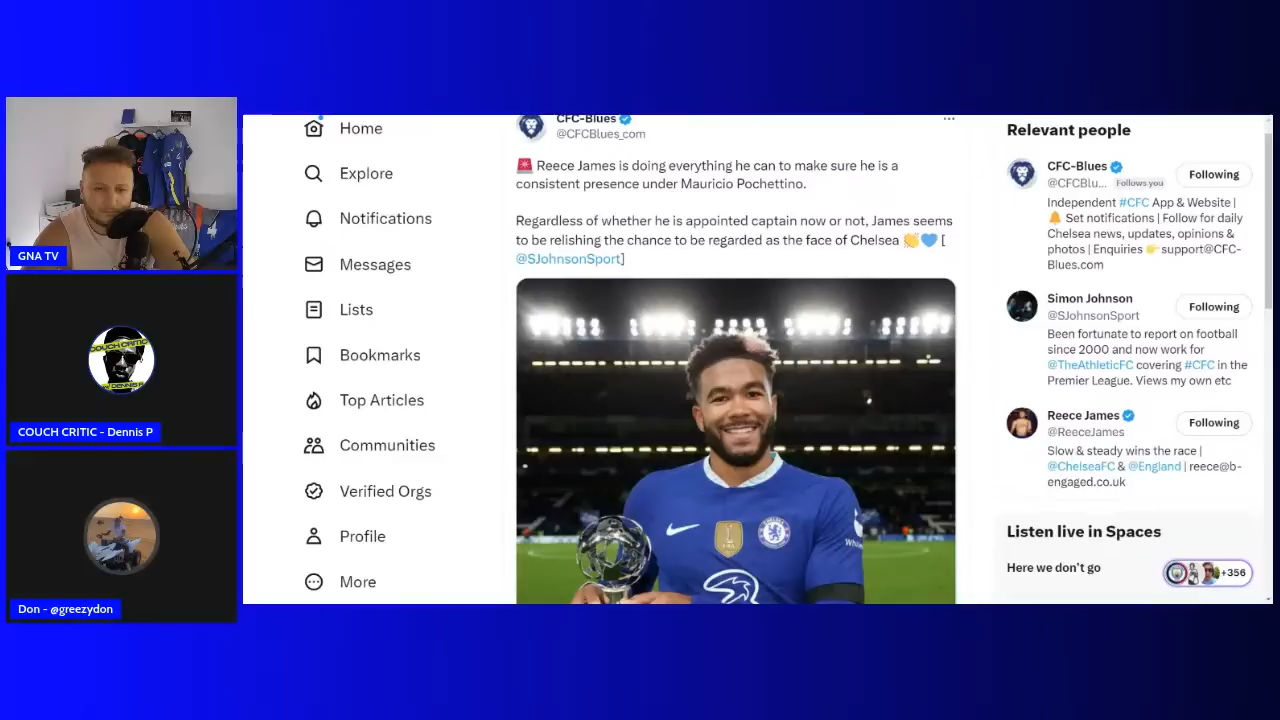 GNA TV
COUCH CRITIC
COUCH CRITIC - Dennis P
Don - @greezydon
Home
Explore
Notifications
Messages
Lists
Bookmarks
Top Articles
Communities
Verified Orgs
Profile
More
CFC-Blues
@CFCBlues_com
Reece James is doing everything he can to make sure he is a
consistent presence under Mauricio Pochettino.
Regardless of whether he is appointed captain now or not, James seems
to be relishing the chance to be regarded as the face of Chelsea 👏💙 [
@SJohnsonSport]
Relevant people
CFC-Blues
Following
@CFCBlu... Follows you
Independent #CFC App & Website |
🔔 Set notifications | Follow for daily
Chelsea news, updates, opinions &
photos | Enquiries 👉support@CFC-
Blues.com
Simon Johnson
Following
@SJohnsonSport
Been fortunate to report on football
since 2000 and now work for
@TheAthleticFC covering #CFC in the
Premier League. Views my own etc
Reece James
Following
@ReeceJames
Slow & steady wins the race |
@ChelseaFC & @England | reece@b-
engaged.co.uk
Listen live in Spaces
Here we don't go
+356